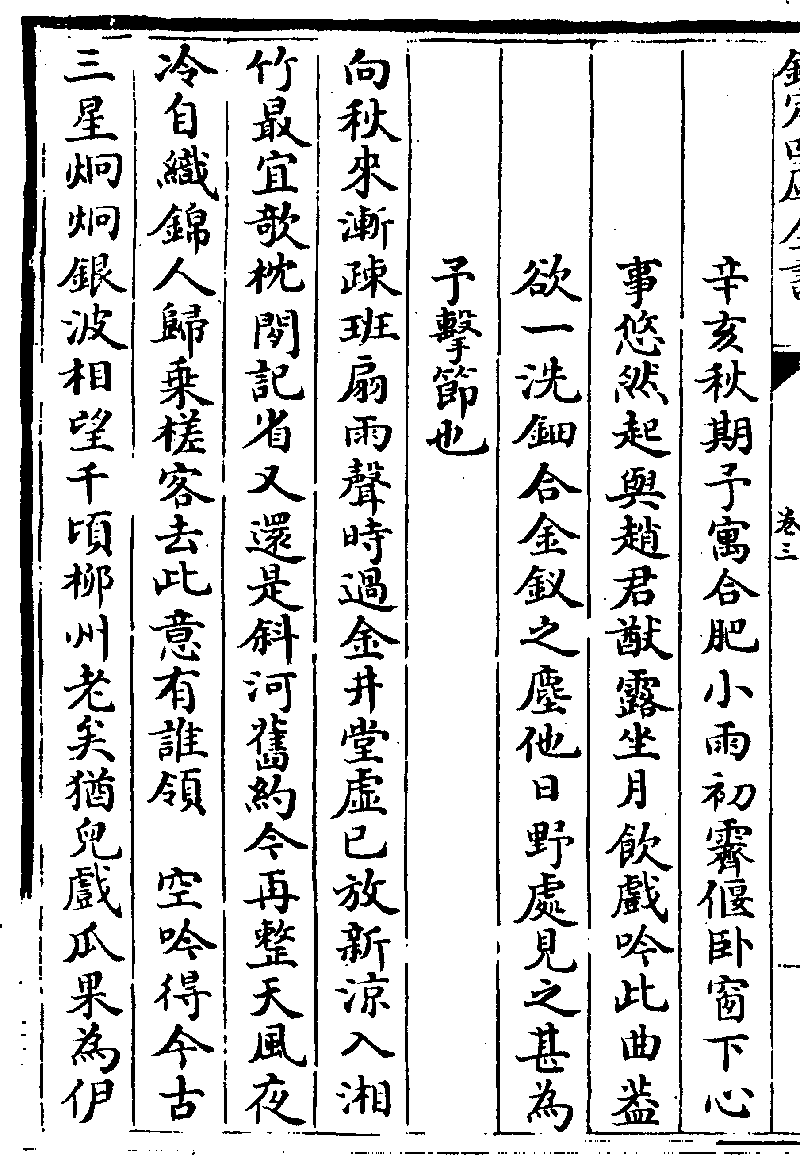 欽定四庫全書
卷三
辛亥秋期予寓合肥小雨初霽偃卧窗下心
事悠然起與趙君猷露坐月飲戲吟此曲葢
欲一洗鈿合金釵之塵他日野處見之甚為
予擊節也
向秋來漸疎班扇雨聲時過金井堂虛已放新涼入湘
竹最宜欹枕閒記省又還是斜河舊約今再整天風夜
冷自織錦人歸乗槎客去此意有誰領　空吟得今古
三星炯炯銀波相望千頃柳州老矣猶兒戲瓜果為伊